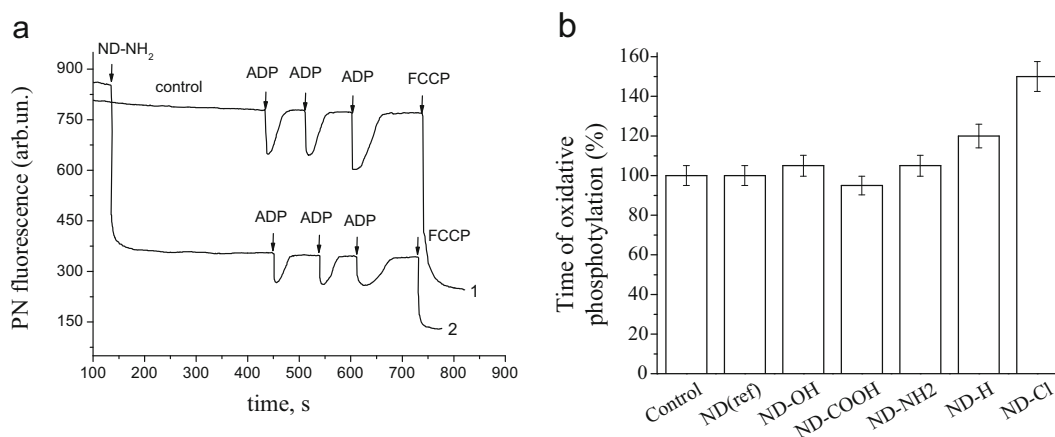 a
ND-NH2
control
ADP
ADP
ADP
FCCP
ADP
ADP
ADP
FCCP
1
2
900
750
600
450
300
150
PN fluorescence (arb.un.)
100 200 300 400 500 600 700 800 900
time, s
b
160
140
120
100
80
60
40
20
0
Time of oxidative
phosphotylation (%)
Control
ND(ref)
ND-OH
ND-COOH
ND-NH2
ND-H
ND-Cl